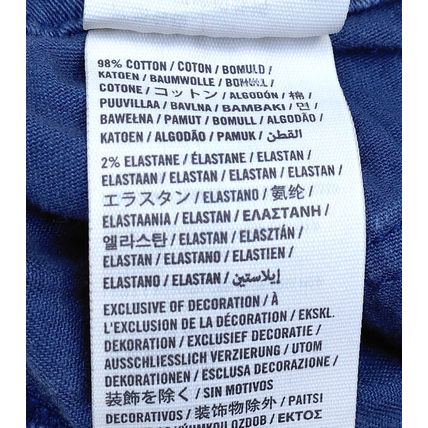 98% COTTON / COTON / BOMULD /
KATOEN / BAUMWOLLE / BOMULL /
COTONE / コットン / ALGODÓN / 棉 /
PUUVILLAA / BAVLNA / ΒΑΜΒΑΚΙ / 면 /
BAWEŁNA / PAMUT / BOMULL / ALGODÃO /
KATOEN / ALGODÃO / PAMUK / القطن /
2% ELASTANE / ÉLASTANE / ELASTAN /
ELASTAAN / ELASTAN / ELASTAN / ELASTAN /
エラスタン / ELASTANO / 氨纶 /
ELASTAANIA / ELASTAN / ΕΛΑΣΤΑΝΗ /
엘라스탄 / ELASTAN / ELASZTÁN /
ELASTAN / ELASTANO / ELASTIEN /
ELASTANO / ELASTAN / إيلاستين /
EXCLUSIVE OF DECORATION / À
L'EXCLUSION DE LA DÉCORATION / EKSKL.
DEKORATION / EXCLUSIEF DECORATIE /
AUSSCHLIESSLICH VERZIERUNG / UTOM
DEKORATIONEN / ESCLUSA DECORAZIONE /
装飾を除く / SIN MOTIVOS
DECORATIVOS / 装饰物除外 / PAITSI
ΕΚΤΟΣ